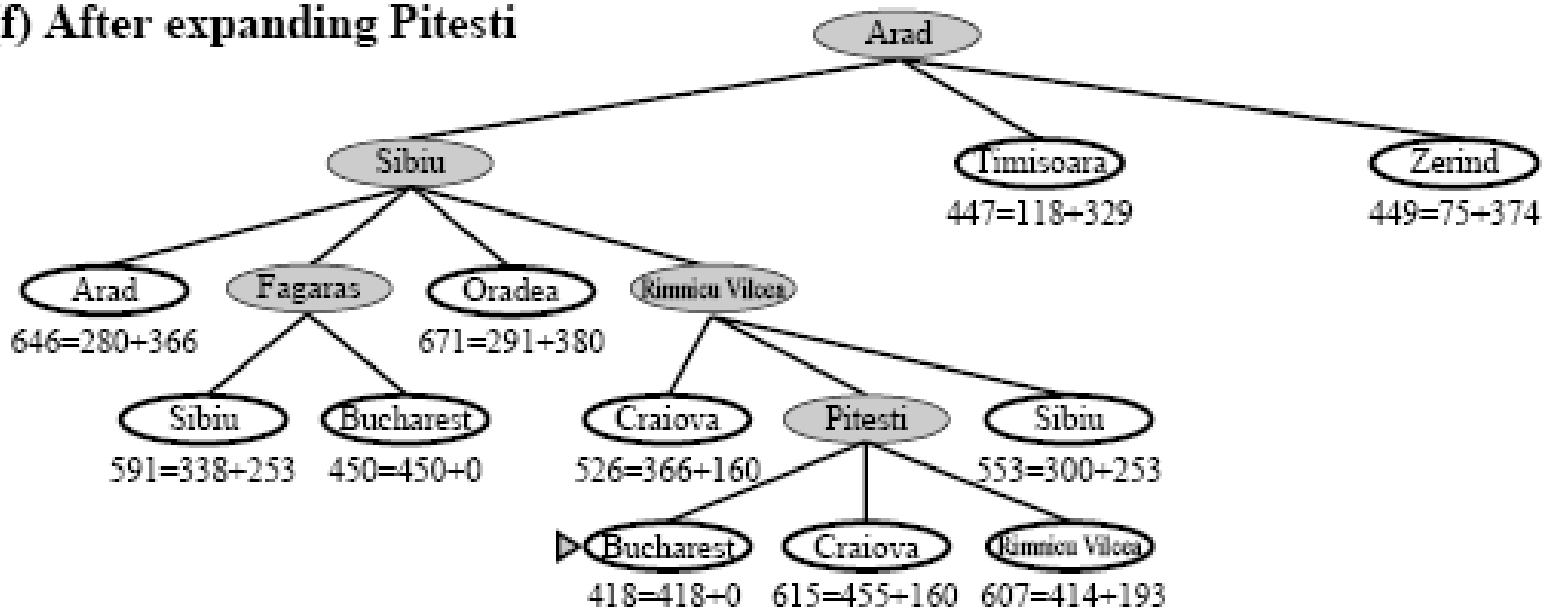 f) After expanding Pitesti
Arad
Sibiu Timisoara Zerind
447=118+329 449=75+374
Arad Fagaras Oradea Rimnicu Vilcea
646=280+366 671=291+380
Sibiu Bucharest Craiova Pitesti Sibiu
591=338+253 450=450+0 526=366+160 553=300+253
Bucharest Craiova Rimnicu Vilcea
418=418+0 615=455+160 607=414+193